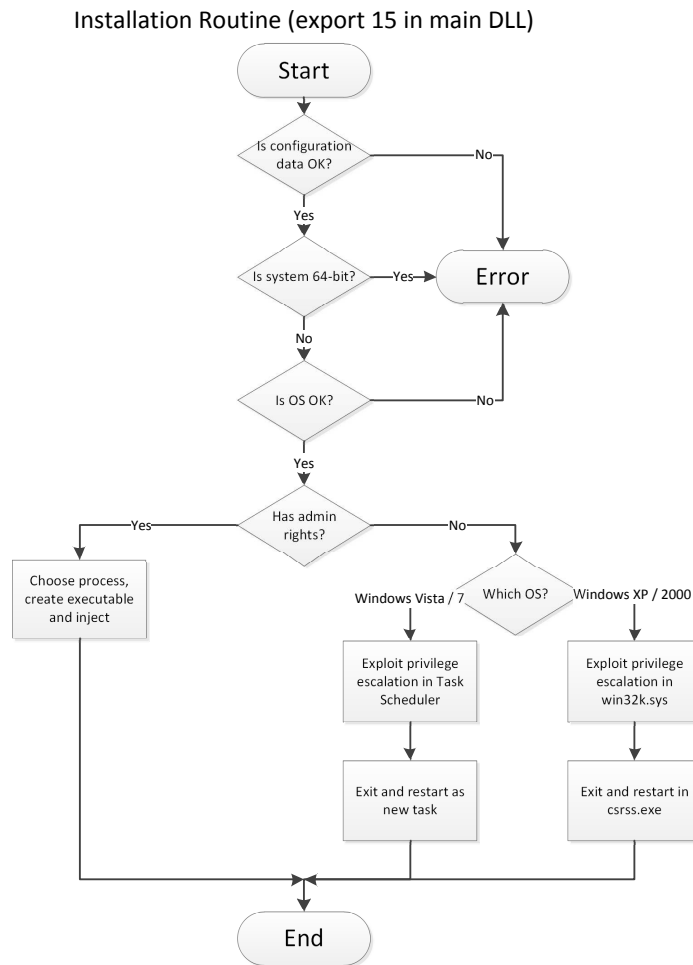 Installation Routine (export 15 in main DLL)
Start
Is configuration
data OK?
No
Yes
Is system 64-bit?
Yes
Error
No
Is OS OK?
No
Yes
Has admin
rights?
Yes
No
Choose process,
create executable
and inject
Which OS?
Windows Vista / 7
Windows XP / 2000
Exploit privilege
escalation in Task
Scheduler
Exploit privilege
escalation in
win32k.sys
Exit and restart as
new task
Exit and restart in
csrss.exe
End